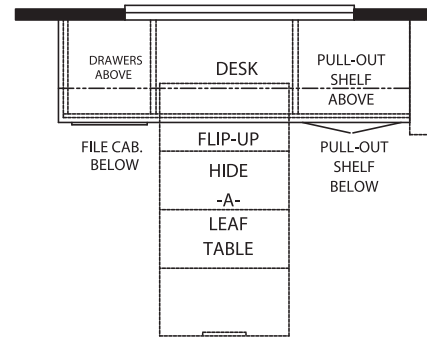 DRAWERS
ABOVE
DESK
PULL-OUT
SHELF
ABOVE
FILE CAB.
BELOW
FLIP-UP
HIDE
-A-
LEAF
TABLE
PULL-OUT
SHELF
BELOW